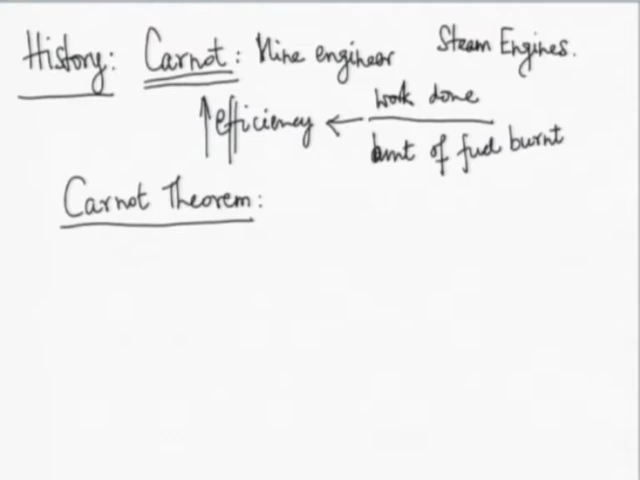 History: Carnot: Mine engineer Steam Engines.
↑ efficiency ← work done
amt of fuel burnt
Carnot Theorem: